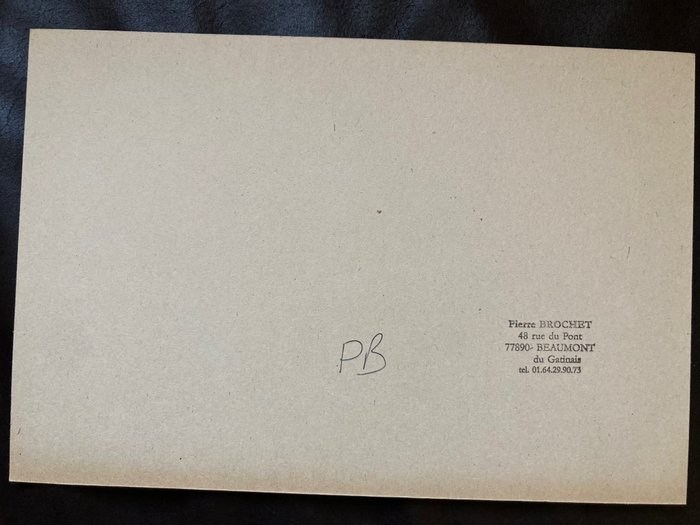 Pierre BROCHET
48 rue du Pont
77890- BEAUMONT
du Gatinais
tel. 01.64.29.90.73
PB